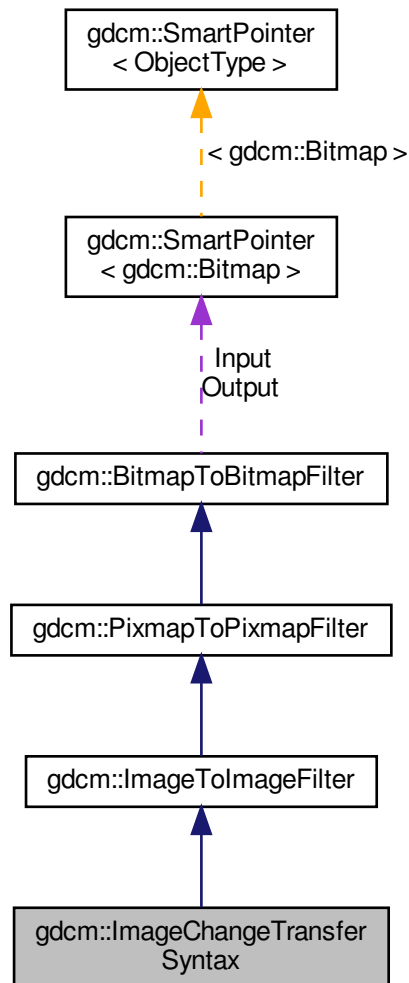 gdcm::SmartPointer
< ObjectType >
< gdcm::Bitmap >
gdcm::SmartPointer
< gdcm::Bitmap >
Input
Output
gdcm::BitmapToBitmapFilter
gdcm::PixmapToPixmapFilter
gdcm::ImageToImageFilter
gdcm::ImageChangeTransfer
Syntax